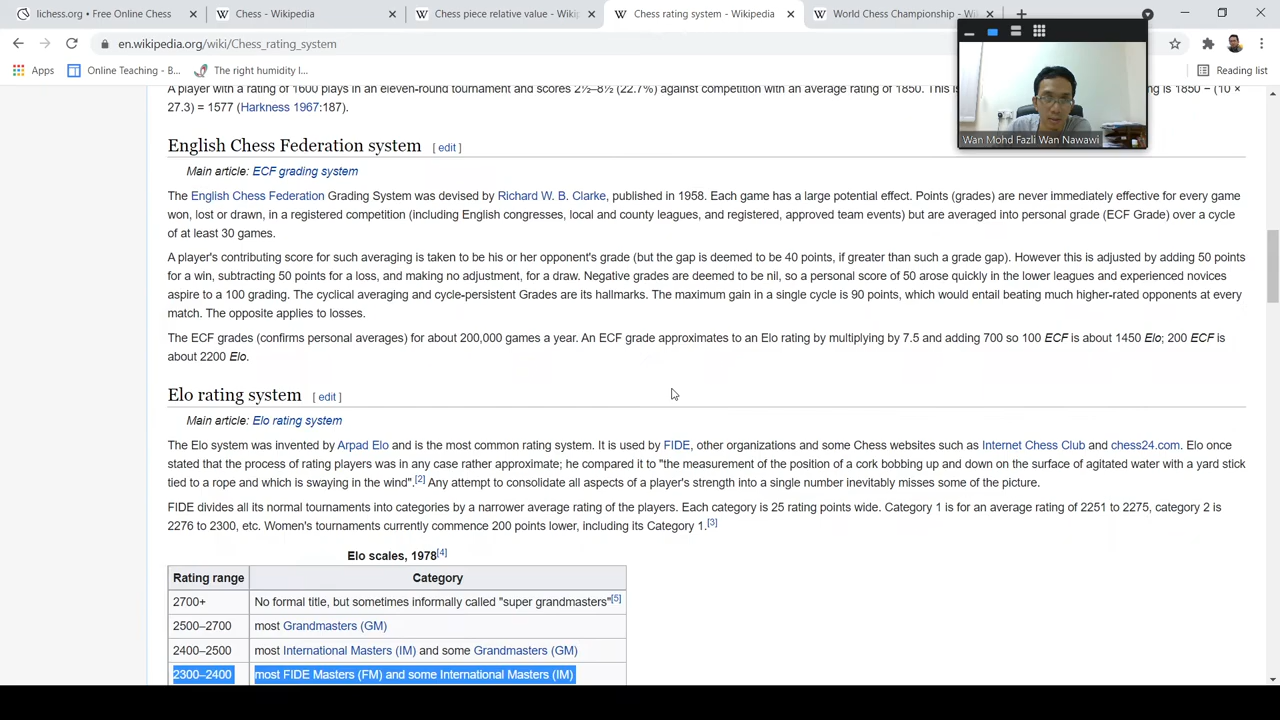 lichess.org • Free Online Chess
Chess - Wikipedia
Chess piece relative value - Wiki
Chess rating system - Wikipedia
World Chess Championship - W
en.wikipedia.org/wiki/Chess_rating_system
Apps
Online Teaching - B...
The right humidity l...
Reading list
A player with a rating of 1600 plays in an eleven-round tournament and scores 2½–8½ (22.7%) against competition with an average rating of 1850. This is
ng is 1850 − (10 ×
27.3) = 1577 (Harkness 1967:187).
Wan Mohd Fazli Wan Nawawi
English Chess Federation system [ edit ]
Main article: ECF grading system
The English Chess Federation Grading System was devised by Richard W. B. Clarke, published in 1958. Each game has a large potential effect. Points (grades) are never immediately effective for every game
won, lost or drawn, in a registered competition (including English congresses, local and county leagues, and registered, approved team events) but are averaged into personal grade (ECF Grade) over a cycle
of at least 30 games.
A player's contributing score for such averaging is taken to be his or her opponent's grade (but the gap is deemed to be 40 points, if greater than such a grade gap). However this is adjusted by adding 50 points
for a win, subtracting 50 points for a loss, and making no adjustment, for a draw. Negative grades are deemed to be nil, so a personal score of 50 arose quickly in the lower leagues and experienced novices
aspire to a 100 grading. The cyclical averaging and cycle-persistent Grades are its hallmarks. The maximum gain in a single cycle is 90 points, which would entail beating much higher-rated opponents at every
match. The opposite applies to losses.
The ECF grades (confirms personal averages) for about 200,000 games a year. An ECF grade approximates to an Elo rating by multiplying by 7.5 and adding 700 so 100 ECF is about 1450 Elo; 200 ECF is
about 2200 Elo.
Elo rating system [ edit ]
Main article: Elo rating system
The Elo system was invented by Arpad Elo and is the most common rating system. It is used by FIDE, other organizations and some Chess websites such as Internet Chess Club and chess24.com. Elo once
stated that the process of rating players was in any case rather approximate; he compared it to "the measurement of the position of a cork bobbing up and down on the surface of agitated water with a yard stick
tied to a rope and which is swaying in the wind".[2] Any attempt to consolidate all aspects of a player's strength into a single number inevitably misses some of the picture.
FIDE divides all its normal tournaments into categories by a narrower average rating of the players. Each category is 25 rating points wide. Category 1 is for an average rating of 2251 to 2275, category 2 is
2276 to 2300, etc. Women's tournaments currently commence 200 points lower, including its Category 1.[3]
Elo scales, 1978[4]
Rating range Category
2700+ No formal title, but sometimes informally called "super grandmasters"[5]
2500–2700 most Grandmasters (GM)
2400–2500 most International Masters (IM) and some Grandmasters (GM)
2300–2400 most FIDE Masters (FM) and some International Masters (IM)